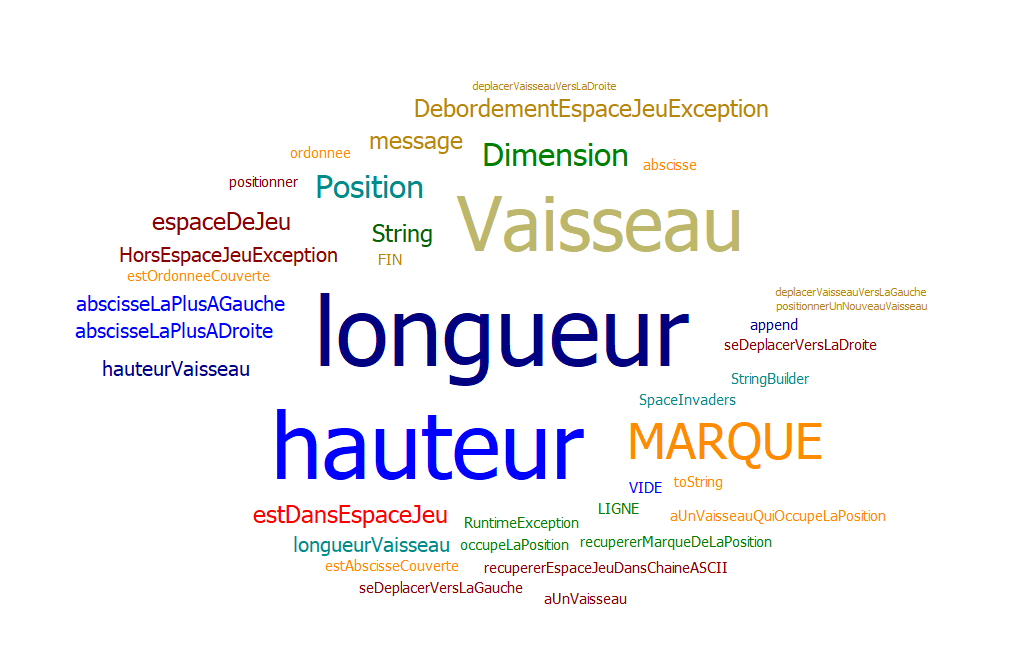 deplacerVaisseauVersLaDroite
DebordementEspaceJeuException
message
Dimension
ordonnee
abscisse
positionner
Position
espaceDeJeu
String
Vaisseau
HorsEspaceJeuException
FIN
estOrdonneeCouverte
abscisseLaPlusAGauche
deplacerVaisseauVersLaGauche
positionnerUnNouveauVaisseau
abscisseLaPlusADroite
longueur
append
seDeplacerVersLaDroite
hauteurVaisseau
StringBuilder
SpaceInvaders
hauteur
MARQUE
VIDE
toString
LIGNE
estDansEspaceJeu
RuntimeException
aUnVaisseauQuiOccupeLaPosition
longueurVaisseau
occupeLaPosition
recupererMarqueDeLaPosition
estAbscisseCouverte
recupererEspaceJeuDansChaineASCII
seDeplacerVersLaGauche
aUnVaisseau